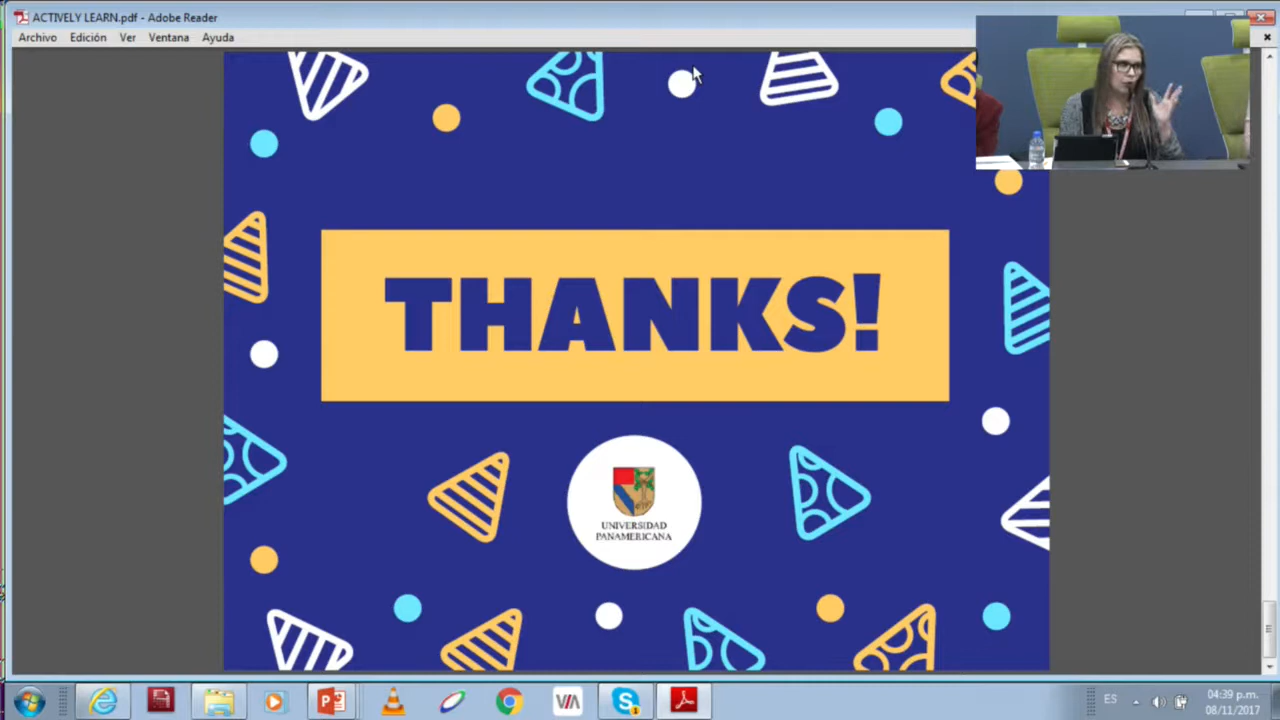 ACTIVELY LEARN.pdf - Adobe Reader
Archivo Edición Ver Ventana Ayuda
THANKS!
UNIVERSIDAD
PANAMERICANA
VIA
ES
04:39 p.m.
08/11/2017